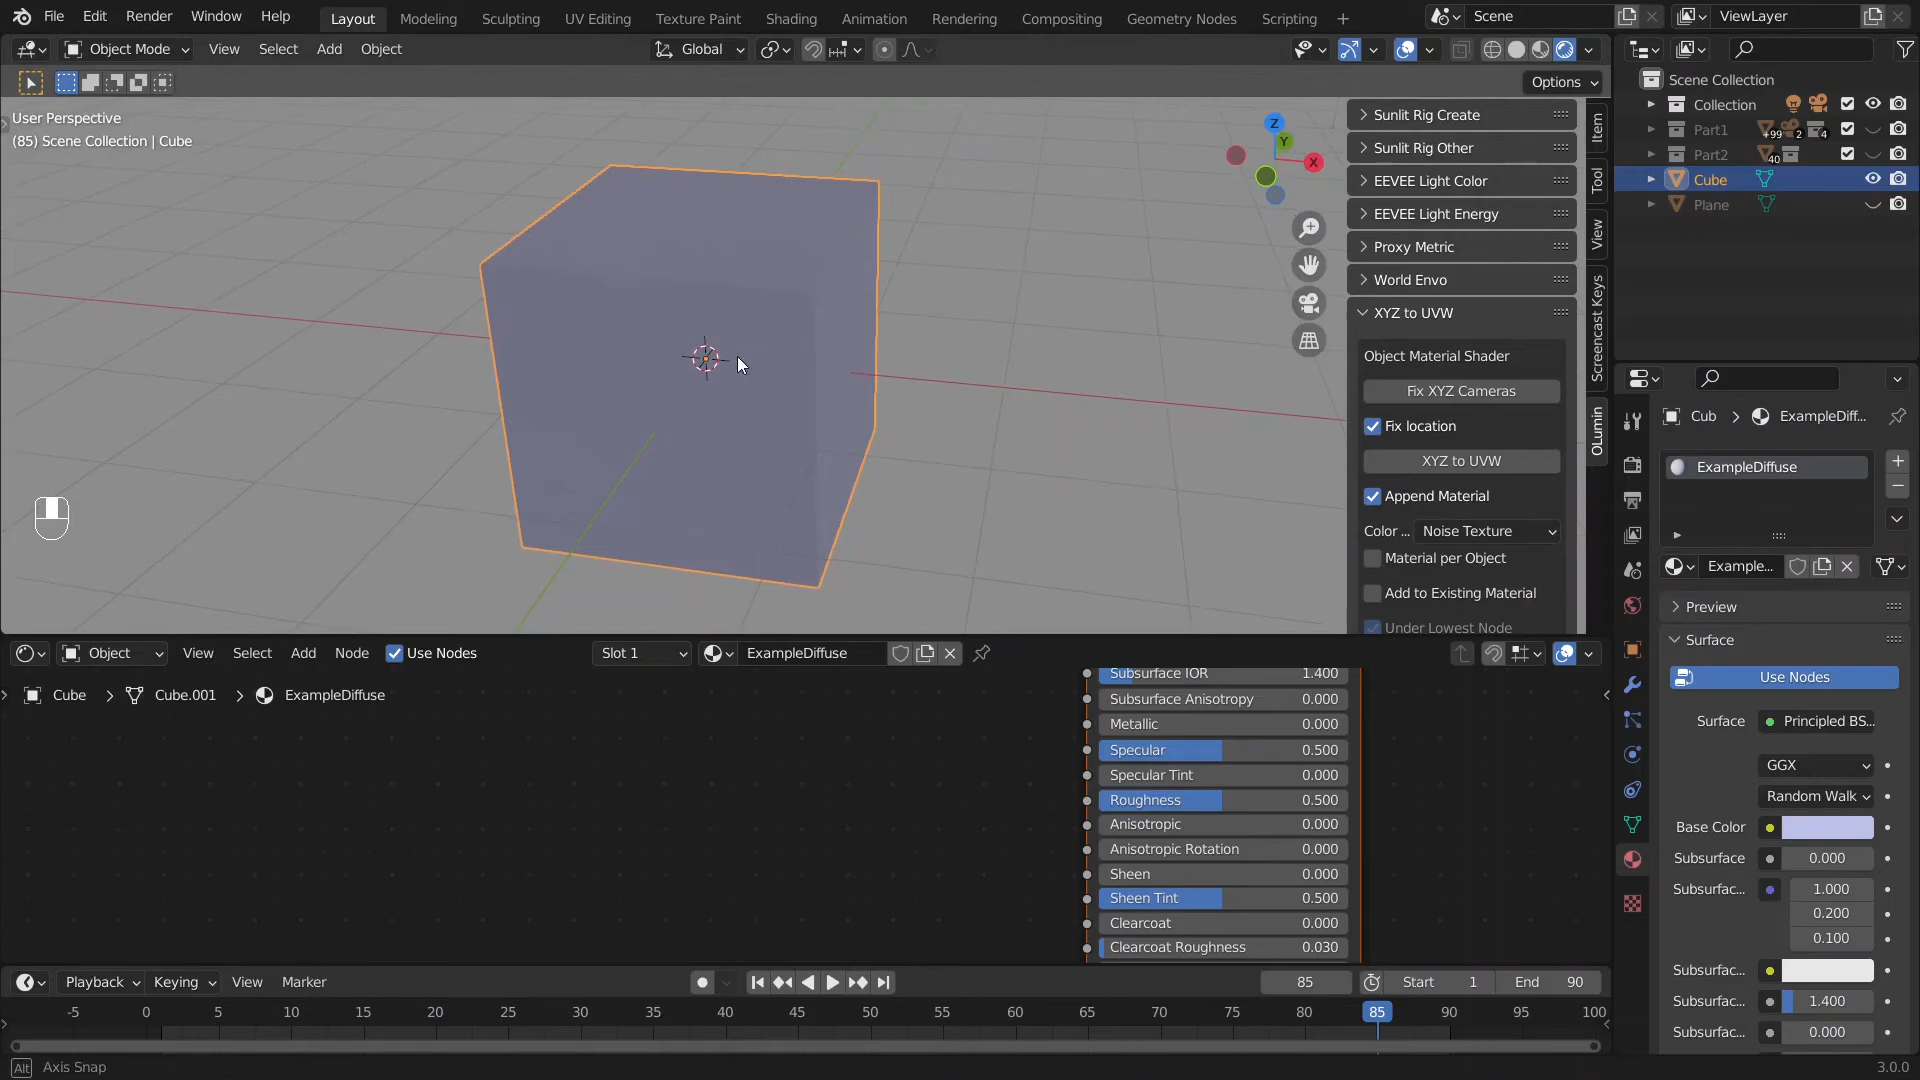 File Edit Render Window Help Layout Modeling Sculpting UV Editing Texture Paint Shading Animation Rendering Compositing Geometry Nodes Scripting + Scene ViewLayer
Object Mode View Select Add Object Global
Options
User Perspective
(85) Scene Collection | Cube
Z
Y
X
Sunlit Rig Create
Sunlit Rig Other
EEVEE Light Color
EEVEE Light Energy
Proxy Metric
World Envo
XYZ to UVW
Object Material Shader
Fix XYZ Cameras
Fix location
XYZ to UVW
Append Material
Color ... Noise Texture
Material per Object
Add to Existing Material
Under Lowest Node
Item
Tool
View
Screencast Keys
OLumin
Scene Collection
Collection
Part1 +99 2 4
Part2 40
Cube
Plane
Cub ExampleDiff...
ExampleDiffuse
Example...
Preview
Surface
Use Nodes
Surface Principled BS...
GGX
Random Walk
Base Color
Subsurface 0.000
Subsurfac... 1.000
0.200
0.100
Subsurfac...
Subsurfac... 1.400
Subsurfac... 0.000
Object View Select Add Node Use Nodes Slot 1 ExampleDiffuse
Cube > Cube.001 > ExampleDiffuse
Subsurface IOR 1.400
Subsurface Anisotropy 0.000
Metallic 0.000
Specular 0.500
Specular Tint 0.000
Roughness 0.500
Anisotropic 0.000
Anisotropic Rotation 0.000
Sheen 0.000
Sheen Tint 0.500
Clearcoat 0.000
Clearcoat Roughness 0.030
Playback Keying View Marker 85 Start 1 End 90
-5 0 5 10 15 20 25 30 35 40 45 50 55 60 65 70 75 80 85 90 95 100
Alt Axis Snap 3.0.0